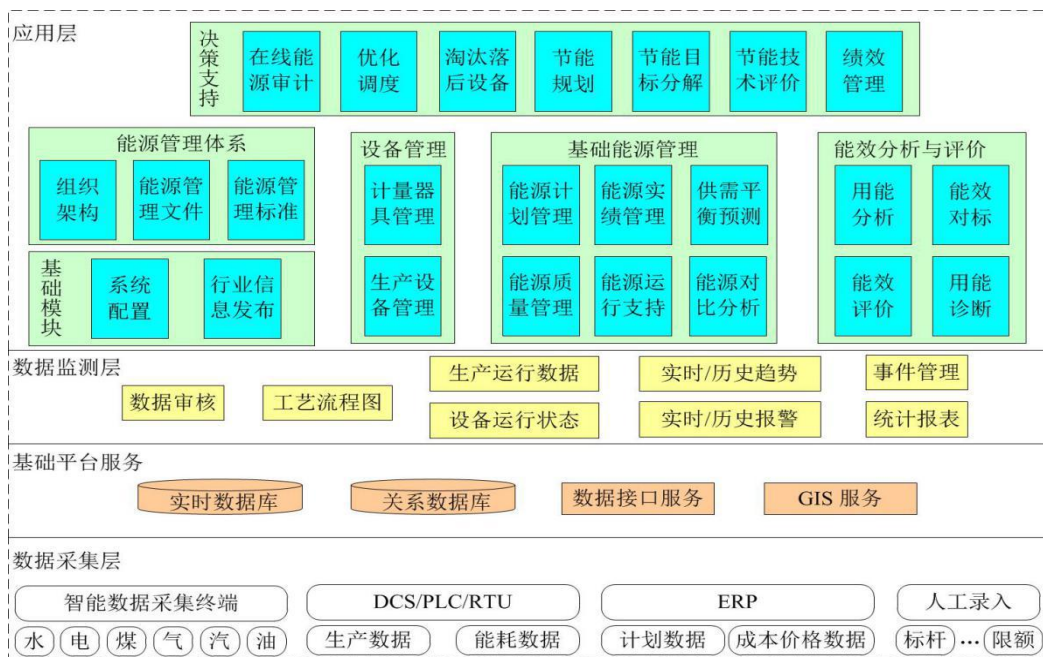 应用层
决策支持
在线能
源审计
优化
调度
淘汰落
后设备
节能
规划
节能目
标分解
节能技
术评价
绩效
管理
能源管理体系
组织
架构
能源管
理文件
能源管
理标准
基础模块
系统
配置
行业信
息发布
设备管理
计量器
具管理
生产设
备管理
基础能源管理
能源计
划管理
能源实
绩管理
供需平
衡预测
能源质
量管理
能源运
行支持
能源对
比分析
能效分析与评价
用能
分析
能效
对标
能效
评价
用能
诊断
数据监测层
数据审核
工艺流程图
生产运行数据
设备运行状态
实时/历史趋势
实时/历史报警
事件管理
统计报表
基础平台服务
实时数据库
关系数据库
数据接口服务
GIS 服务
数据采集层
智能数据采集终端
水 电 煤 气 汽 油
DCS/PLC/RTU
生产数据 能耗数据
ERP
计划数据 成本价格数据
人工录入
标杆 ··· 限额